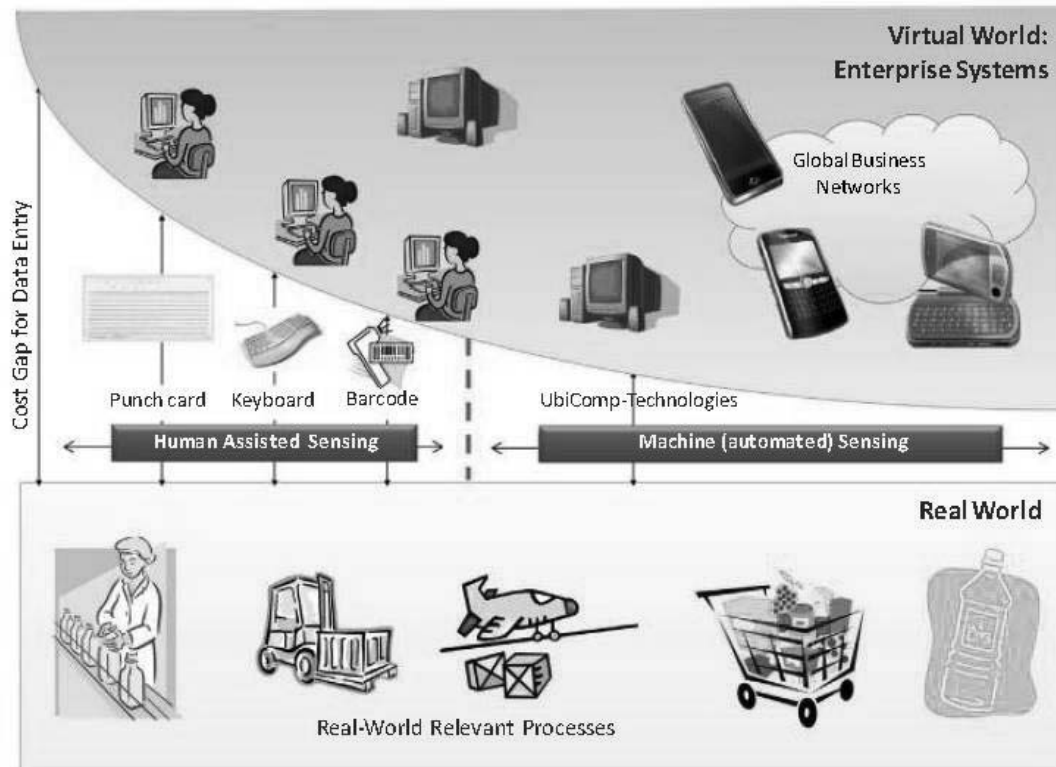 Virtual World:
Enterprise Systems
Global Business
Networks
Cost Gap for Data Entry
Punch card
Keyboard
Barcode
UbiComp-Technologies
Human Assisted Sensing
Machine (automated) Sensing
Real World
Real-World Relevant Processes